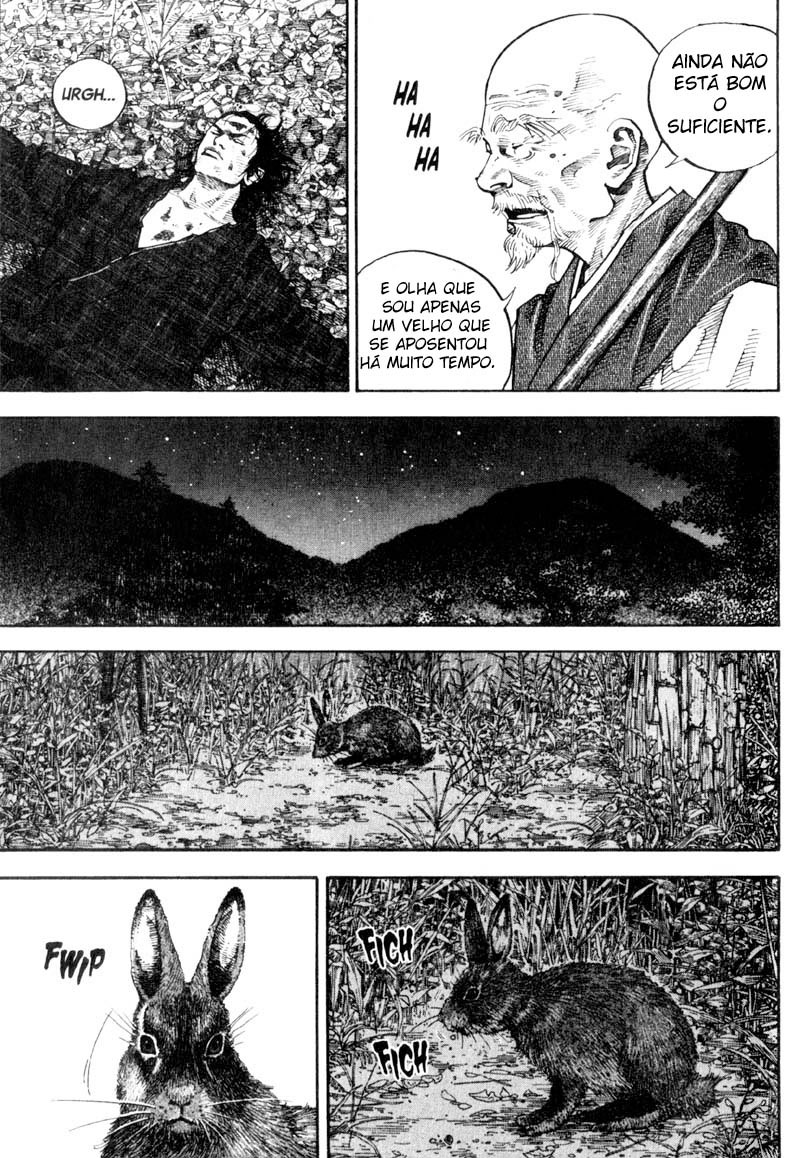 AINDA NÃO
ESTÁ BOM
O
SUFICIENTE.
HA
HA
HA
E OLHA QUE
SOU APENAS
UM VELHO QUE
SE APOSENTOU
HÁ MUITO TEMPO.
URGH...
FICH
FICH
FWIP